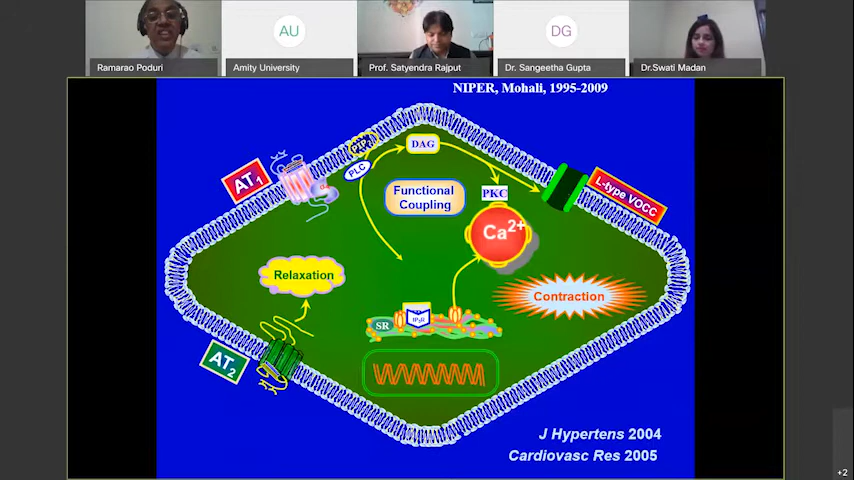 AU
DG
Ramarao Poduri
Amity University
Prof. Satyendra Rajput
Dr. Sangeetha Gupta
Dr.Swati Madan
NIPER, Mohali, 1995-2009
PIP₂
DAG
PLC
AT₁
Functional
Coupling
PKC
L-type VOCC
Ca²⁺
Relaxation
Contraction
SR
IP₃R
AT₂
J Hypertens 2004
Cardiovasc Res 2005
+2